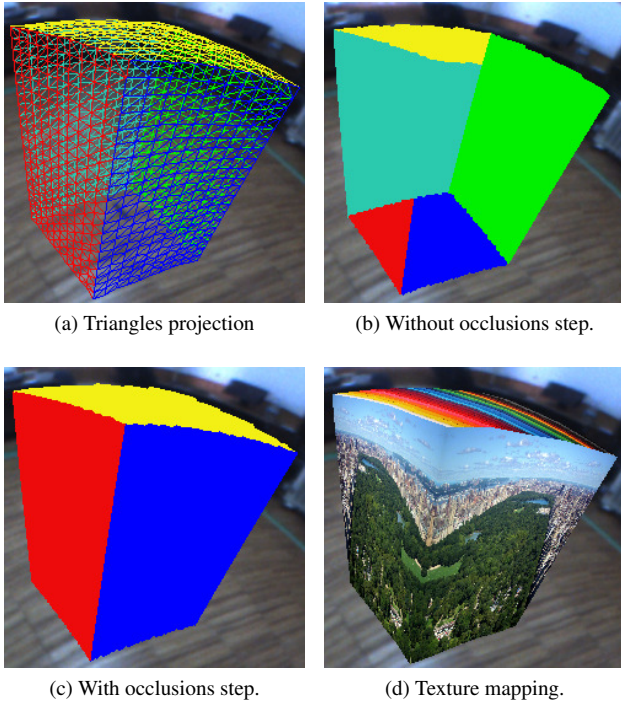 (a) Triangles projection
(b) Without occlusions step.
(c) With occlusions step.
(d) Texture mapping.